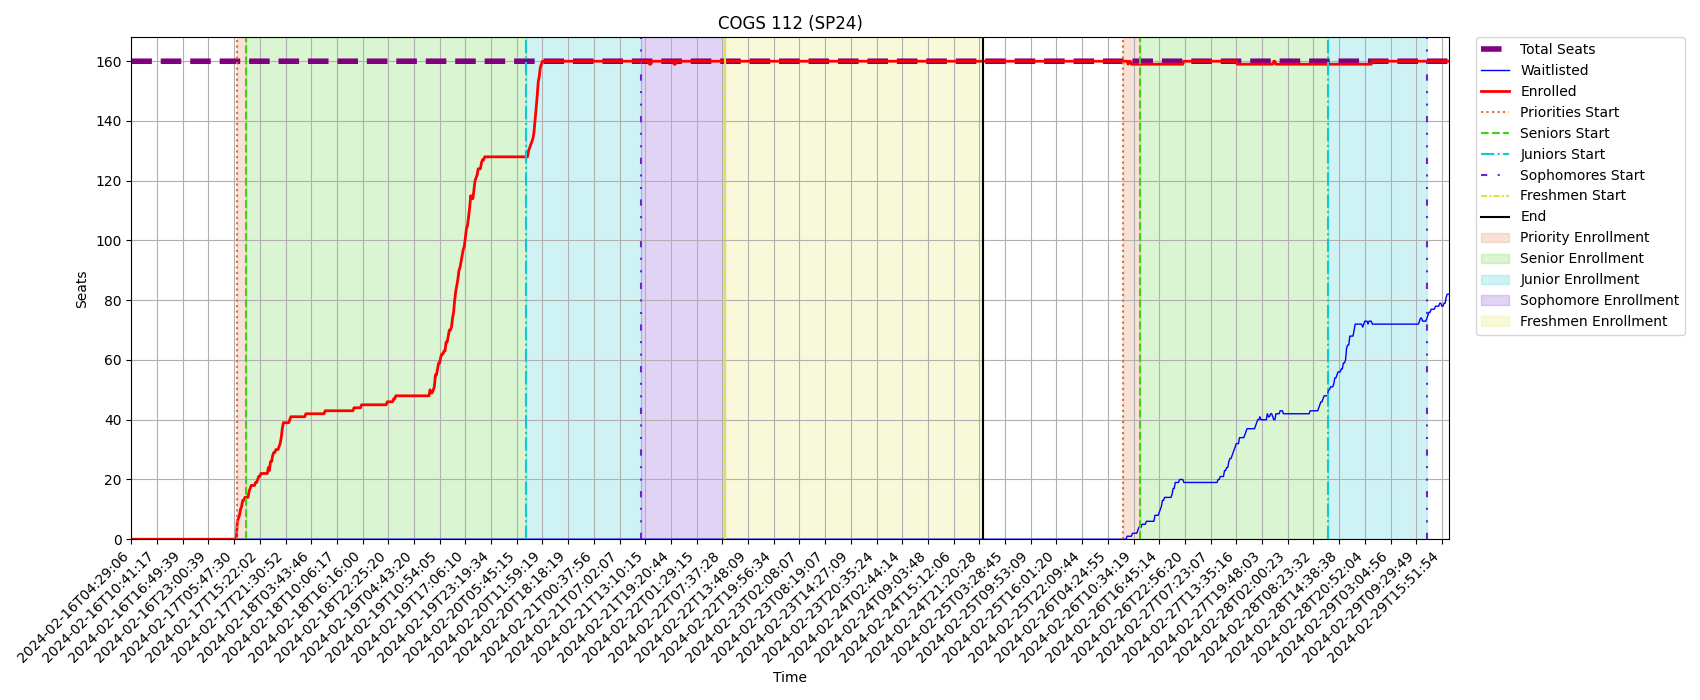 COGS 112 (SP24)
Seats
160
140
120
100
80
60
40
20
0
2024-02-16T04:29:06
2024-02-16T10:41:17
2024-02-16T16:49:39
2024-02-16T23:00:39
2024-02-17T05:47:30
2024-02-17T15:22:02
2024-02-17T21:30:52
2024-02-18T03:43:46
2024-02-18T10:06:17
2024-02-18T16:16:00
2024-02-18T22:25:20
2024-02-19T04:43:20
2024-02-19T10:54:05
2024-02-19T17:06:10
2024-02-19T23:19:34
2024-02-20T05:45:15
2024-02-20T11:59:19
2024-02-20T18:18:19
2024-02-21T00:37:56
2024-02-21T07:02:07
2024-02-21T13:10:15
2024-02-21T19:20:44
2024-02-22T01:29:15
2024-02-22T07:37:28
2024-02-22T13:48:09
2024-02-22T19:56:34
2024-02-23T02:08:07
2024-02-23T08:19:07
2024-02-23T14:27:09
2024-02-23T20:35:24
2024-02-24T02:44:14
2024-02-24T09:03:48
2024-02-24T15:12:06
2024-02-24T21:20:28
2024-02-25T03:28:45
2024-02-25T09:53:09
2024-02-25T16:01:20
2024-02-25T22:09:44
2024-02-26T04:24:55
2024-02-26T10:34:19
2024-02-26T16:45:14
2024-02-26T22:56:20
2024-02-27T07:23:07
2024-02-27T13:35:16
2024-02-27T19:48:03
2024-02-28T02:00:23
2024-02-28T08:23:32
2024-02-28T14:38:38
2024-02-28T20:52:04
2024-02-29T03:04:56
2024-02-29T09:29:49
2024-02-29T15:51:54
Time
Total Seats
Waitlisted
Enrolled
Priorities Start
Seniors Start
Juniors Start
Sophomores Start
Freshmen Start
End
Priority Enrollment
Senior Enrollment
Junior Enrollment
Sophomore Enrollment
Freshmen Enrollment